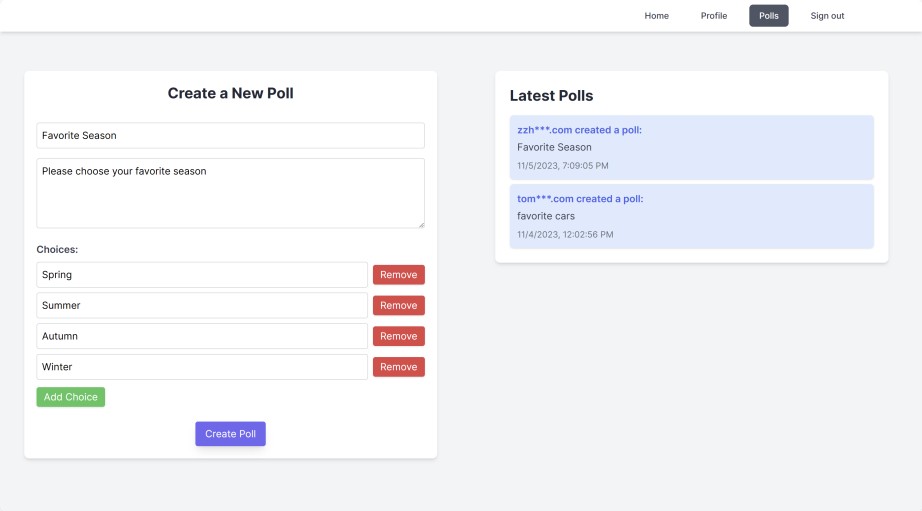 Home Profile Polls Sign out
Create a New Poll
Favorite Season
Please choose your favorite season
Choices:
Spring Remove
Summer Remove
Autumn Remove
Winter Remove
Add Choice
Create Poll
Latest Polls
zzh***.com created a poll:
Favorite Season
11/5/2023, 7:09:05 PM
tom***.com created a poll:
favorite cars
11/4/2023, 12:02:56 PM